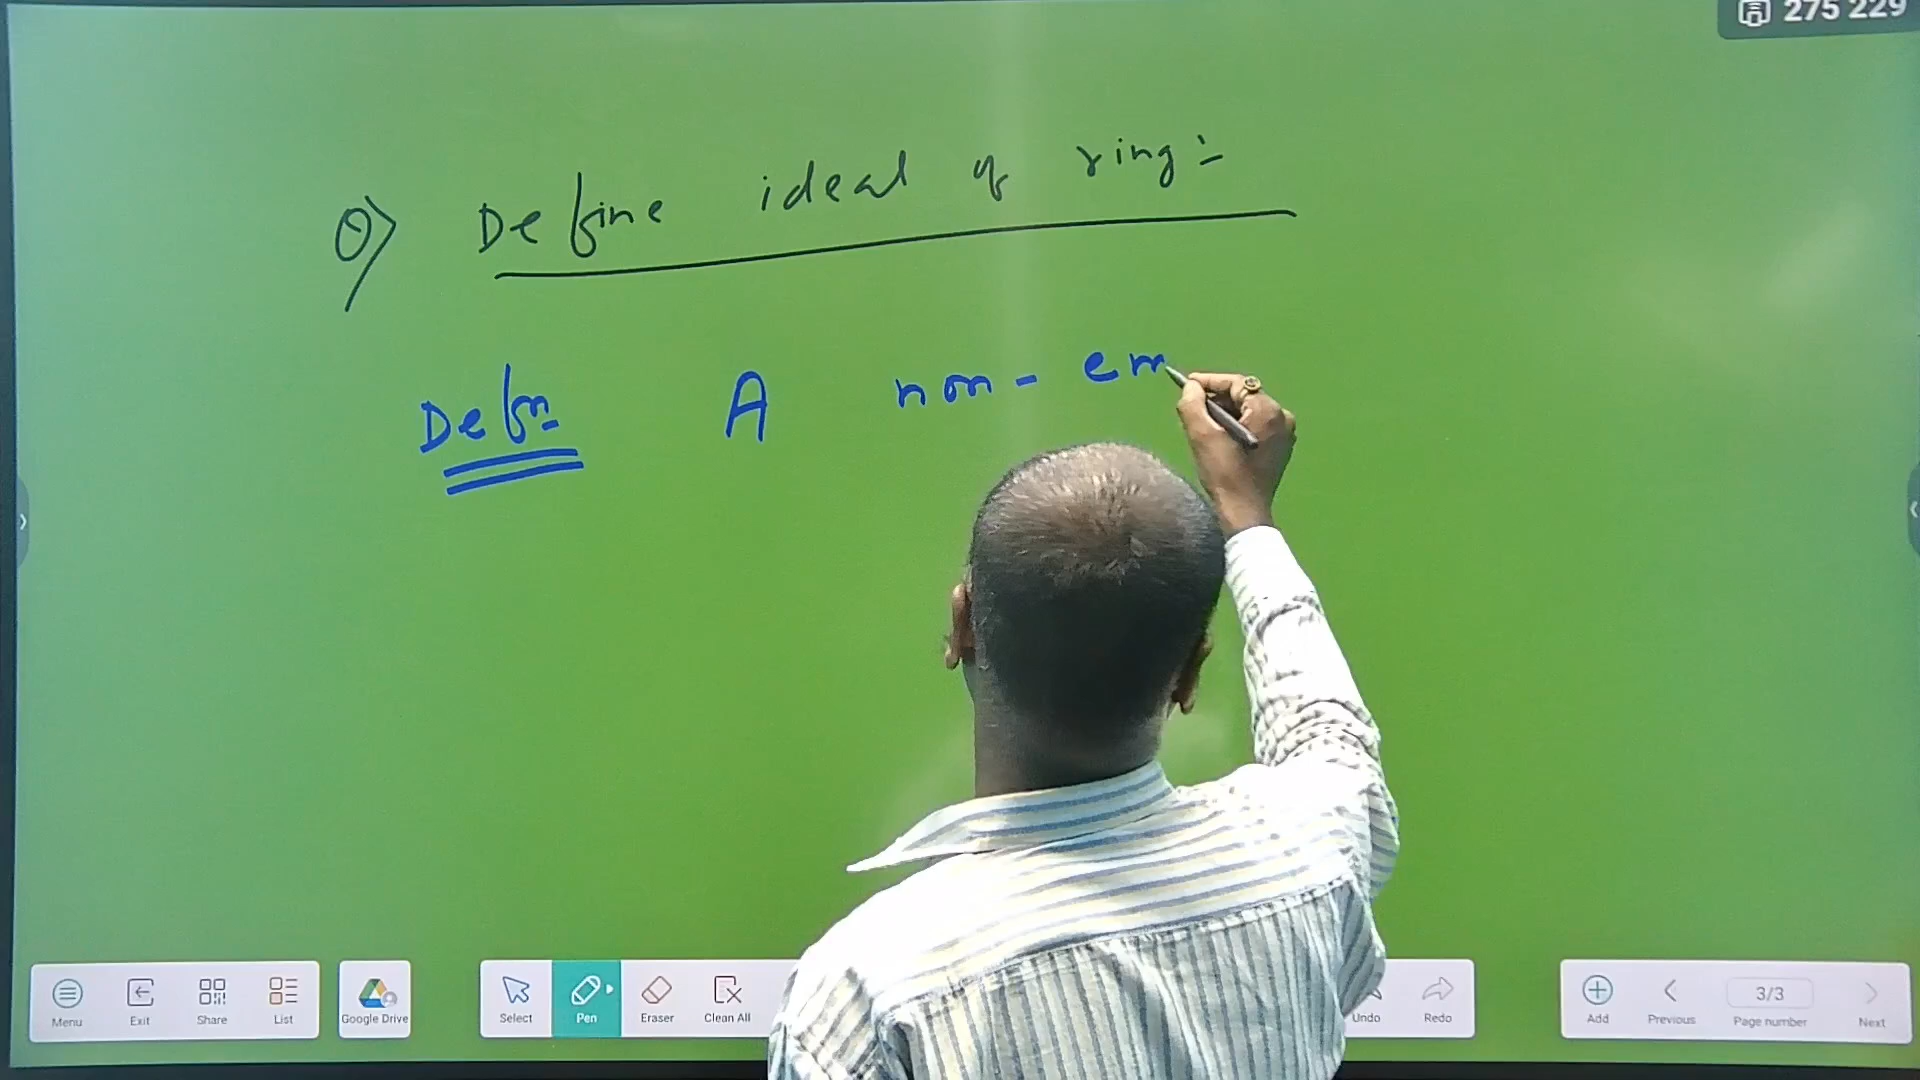 275 229
Q) Define ideal of ring:-
Defn A non-em
Menu Exit Share List Google Drive Select Pen Eraser Clean All Undo Redo Add Previous 3/3 Page number Next